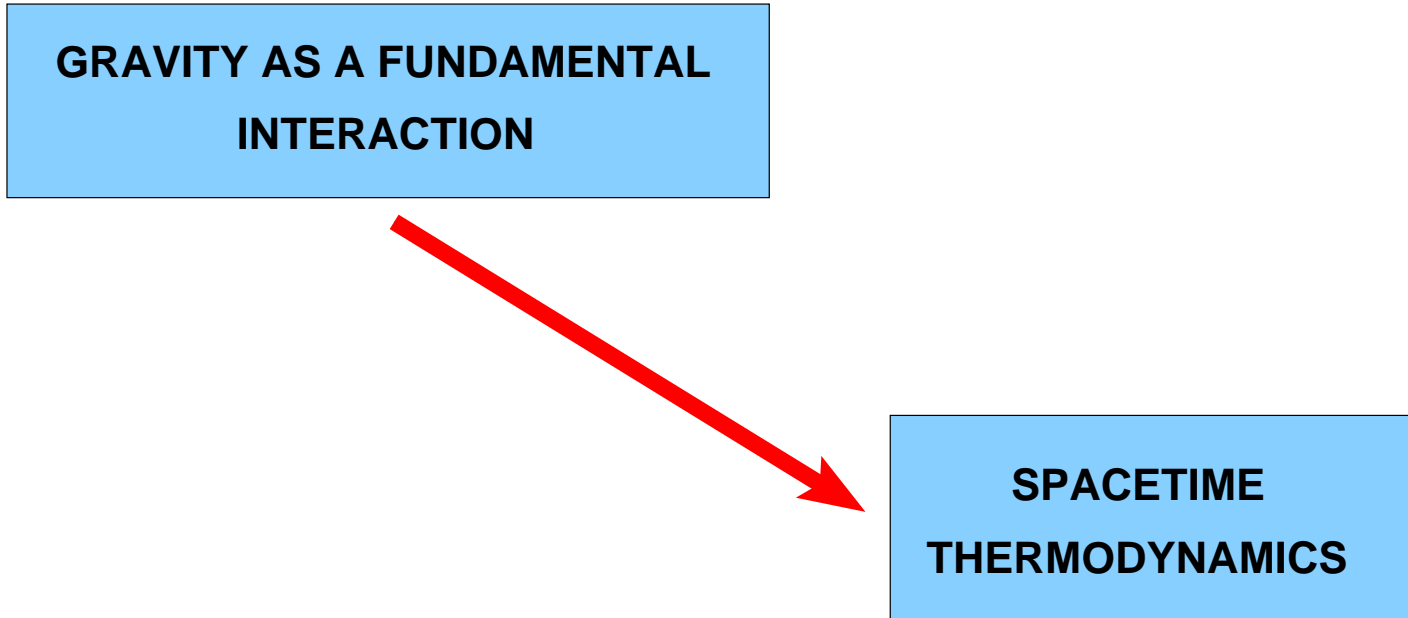 GRAVITY AS A FUNDAMENTAL
INTERACTION
SPACETIME
THERMODYNAMICS